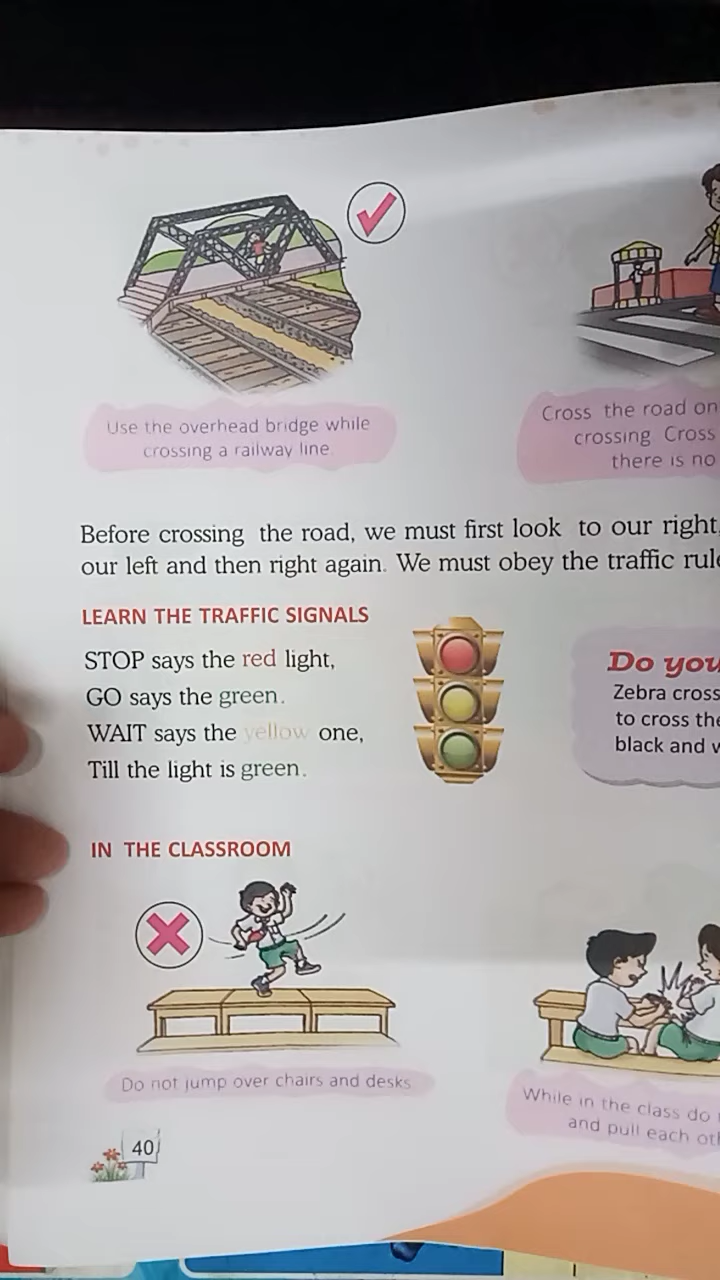 Use the overhead bridge while
crossing a railway line.
Cross the road on
crossing Cross
there is no
Before crossing the road, we must first look to our right,
our left and then right again. We must obey the traffic
LEARN THE TRAFFIC SIGNALS
STOP says the red light,
GO says the green.
WAIT says the yellow one,
Till the light is green.
Do you
Zebra
to cross the
black and
IN THE CLASSROOM
Do not jump over chairs and desks
While in the class do
and pull each
40